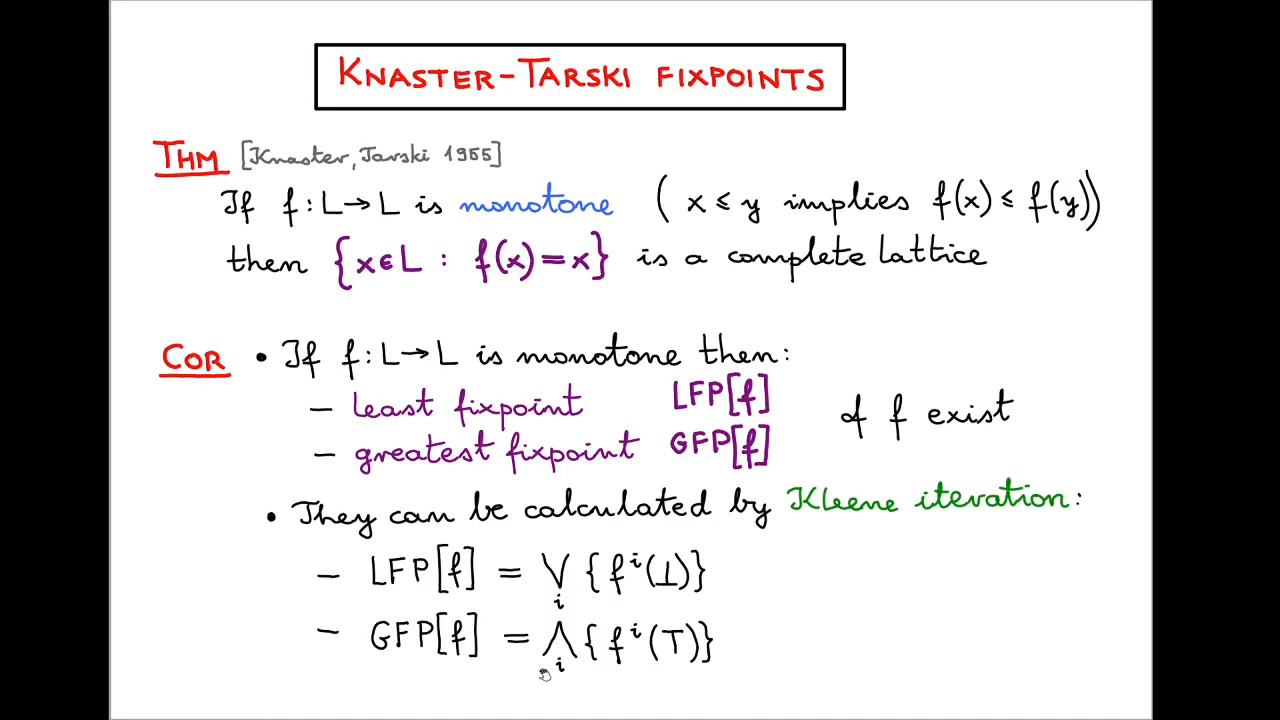 KNASTER-TARSKI FIXPOINTS
THM [Knaster, Tarski 1955]
If f: L→L is monotone (x ≤ y implies f(x) ≤ f(y))
then {x∈L : f(x)=x} is a complete lattice
COR • If f: L→L is monotone then:
– least fixpoint LFP[f]
of f exist
– greatest fixpoint GFP[f]
• They can be calculated by Kleene iteration:
– LFP[f] = ⋁i {fⁱ(⊥)}
– GFP[f] = ⋀i {fⁱ(⊤)}